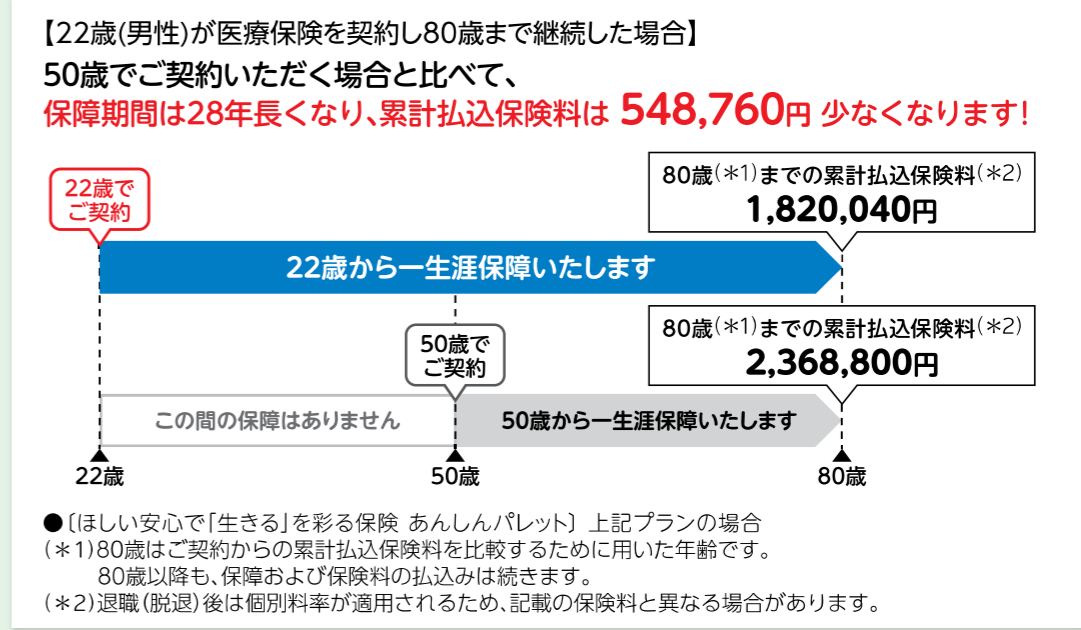 【22歳(男性)が医療保険を契約し80歳まで継続した場合】
50歳でご契約いただく場合と比べて、
保障期間は28年長くなり、累計払込保険料は 548,760円 少なくなります!
22歳で
ご契約
80歳(＊1)までの累計払込保険料(＊2)
1,820,040円
22歳から一生涯保障いたします
50歳で
ご契約
80歳(＊1)までの累計払込保険料(＊2)
2,368,800円
この間の保障はありません
50歳から一生涯保障いたします
22歳
50歳
80歳
●〔ほしい安心で「生きる」を彩る保険 あんしんパレット〕 上記プランの場合
(＊1)80歳はご契約からの累計払込保険料を比較するために用いた年齢です。
80歳以降も、保障および保険料の払込みは続きます。
(＊2)退職(脱退)後は個別料率が適用されるため、記載の保険料と異なる場合があります。